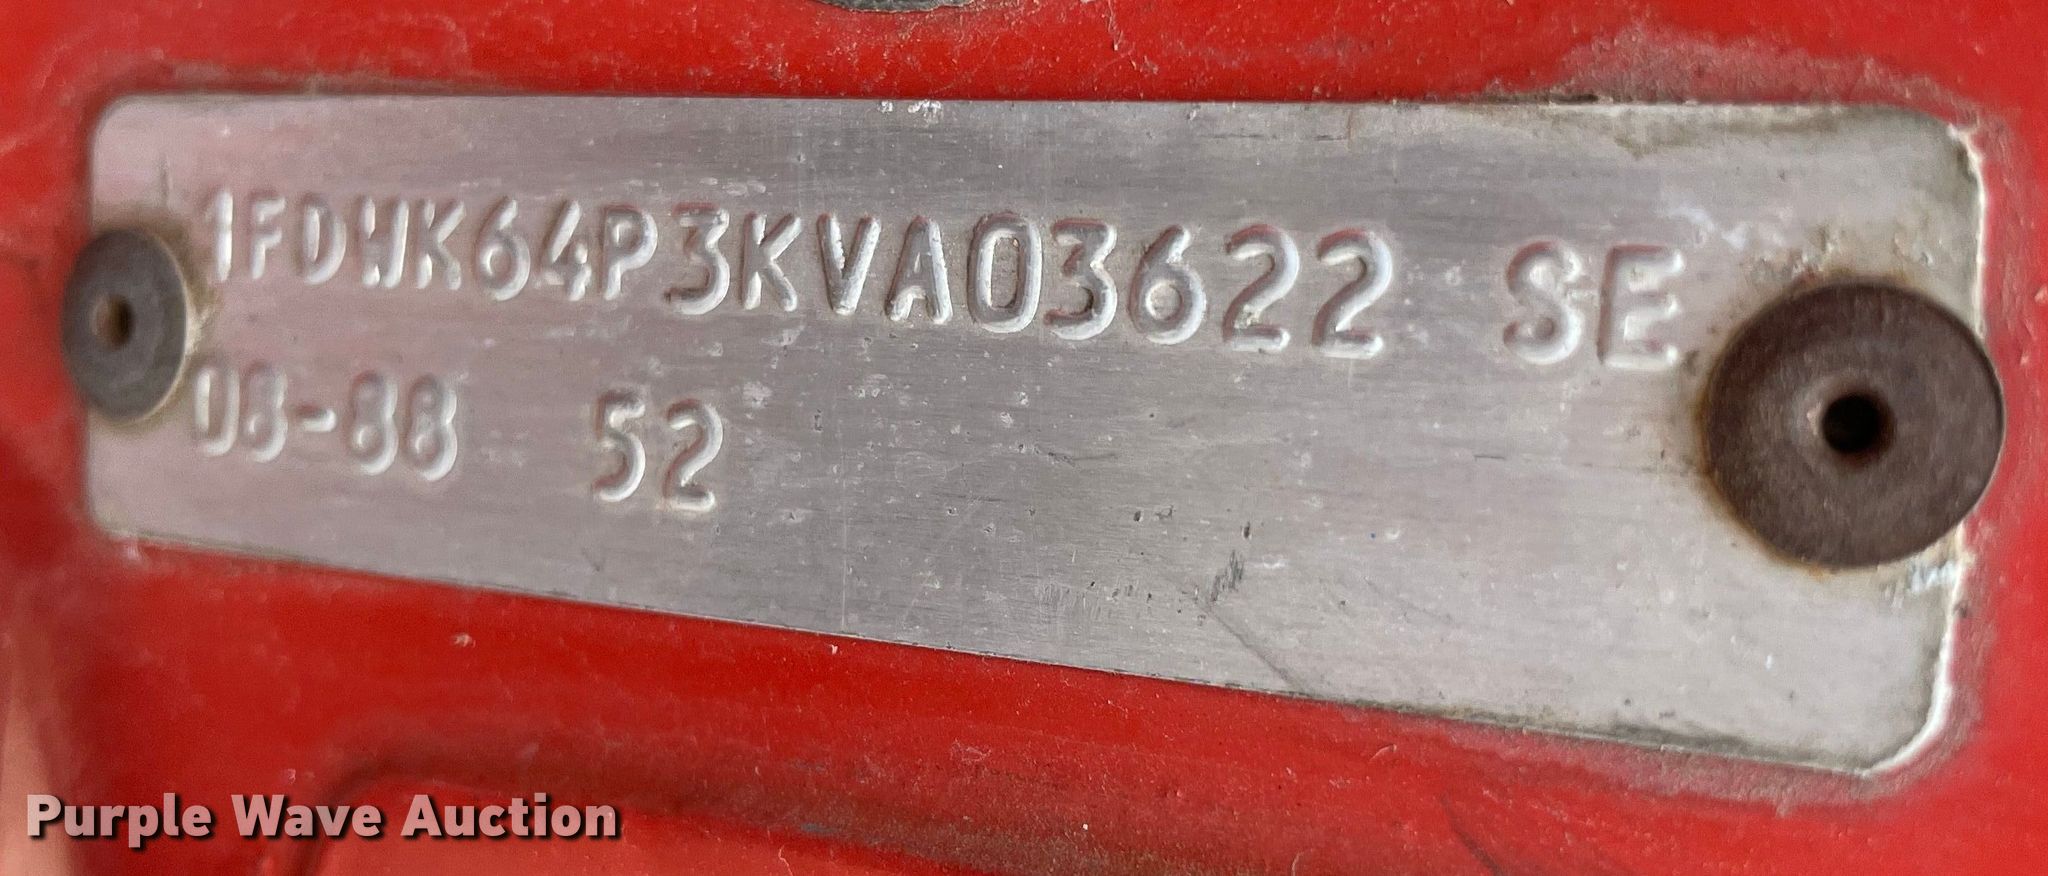 1FDWK64P3KVA03622 SE
08-88 52
Purple Wave Auction